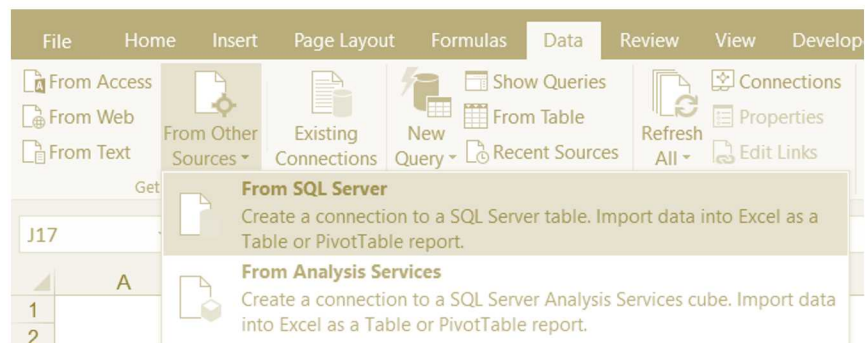 File Home Insert Page Layout Formulas Data Review View Develop
From Access
From Web
From Text
From Other
Sources
Existing
Connections
New
Query
Show Queries
From Table
Recent Sources
Refresh
All
Connections
Properties
Edit Links
Get
From SQL Server
Create a connection to a SQL Server table. Import data into Excel as a
Table or PivotTable report.
J17
From Analysis Services
Create a connection to a SQL Server Analysis Services cube. Import data
into Excel as a Table or PivotTable report.
A
1
2